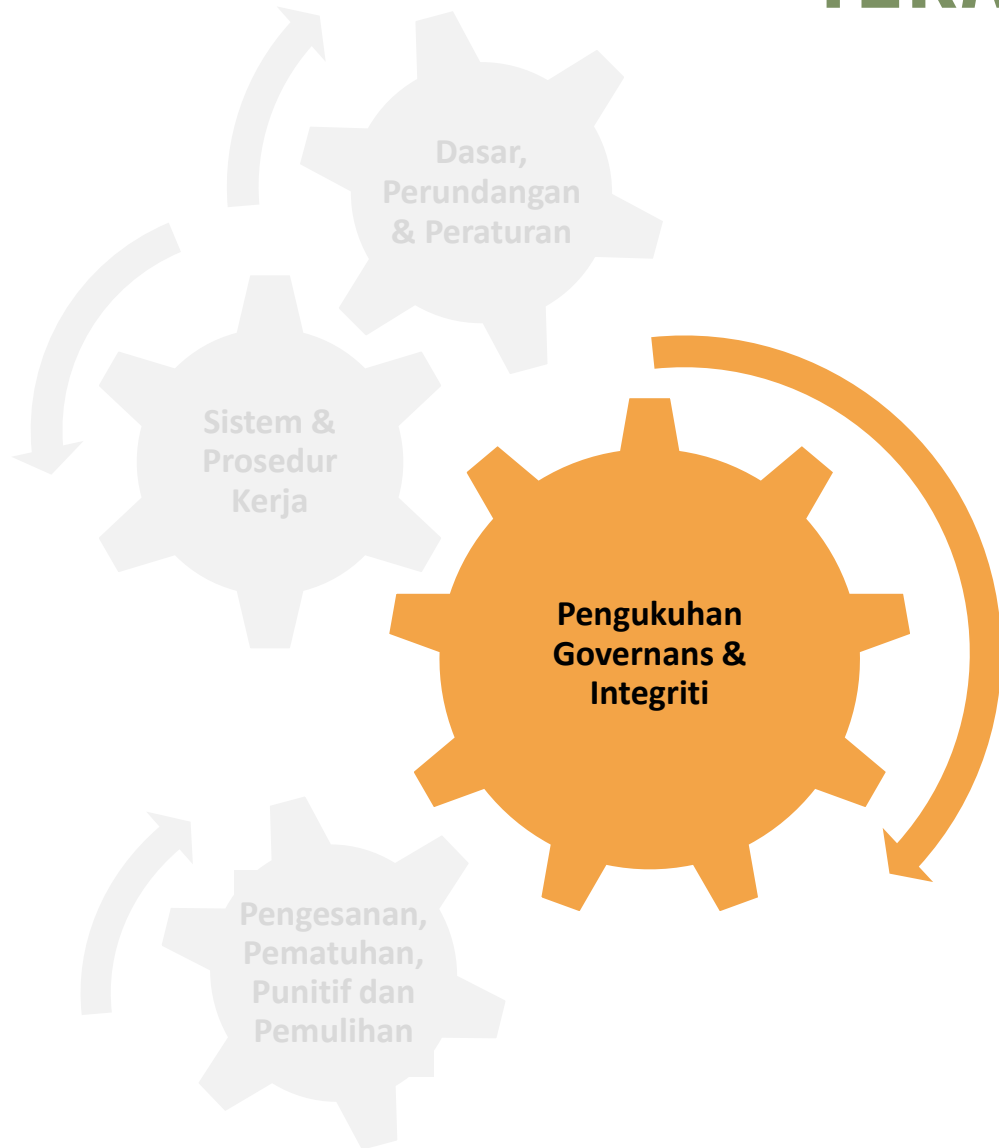 Dasar,
Perundangan
& Peraturan
Sistem &
Prosedur
Kerja
Pengukuhan
Governans &
Integriti
Pengesanan,
Pematuhan,
Punitif dan
Pemulihan